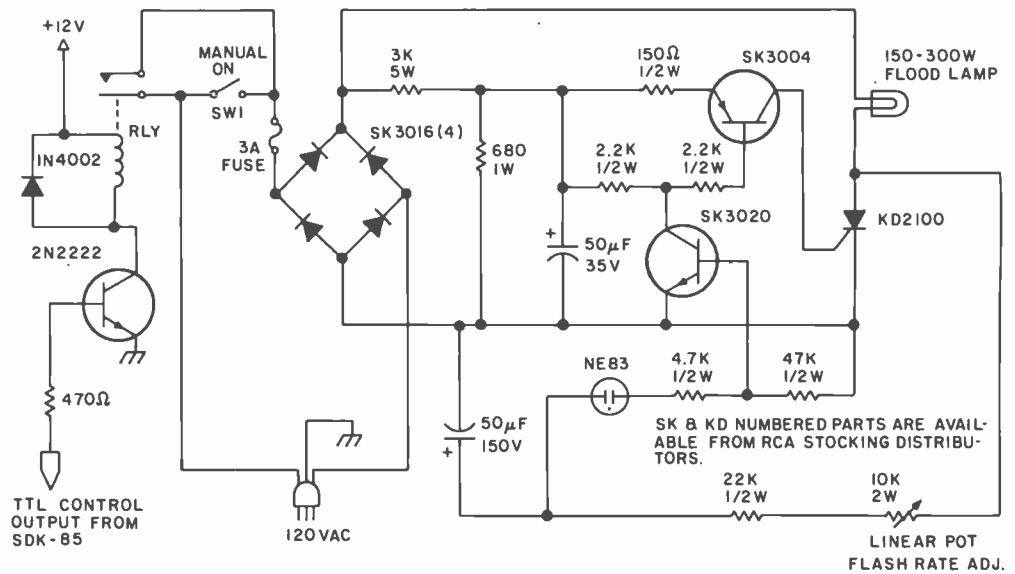 +12V
MANUAL
ON
SW1
RLY
1N4002
2N2222
470Ω
TTL CONTROL
OUTPUT FROM
SDK-85
3A
FUSE
SK3016(4)
120VAC
3K
5W
680
1W
150Ω
1/2W
SK3004
2.2K
1/2W
2.2K
1/2W
SK3020
+
50μF
35V
150-300W
FLOOD LAMP
KD2100
50μF
150V
+
NE83
4.7K
1/2W
47K
1/2W
SK & KD NUMBERED PARTS ARE AVAIL-
ABLE FROM RCA STOCKING DISTRIBU-
TORS.
22K
1/2W
10K
2W
LINEAR POT
FLASH RATE ADJ.